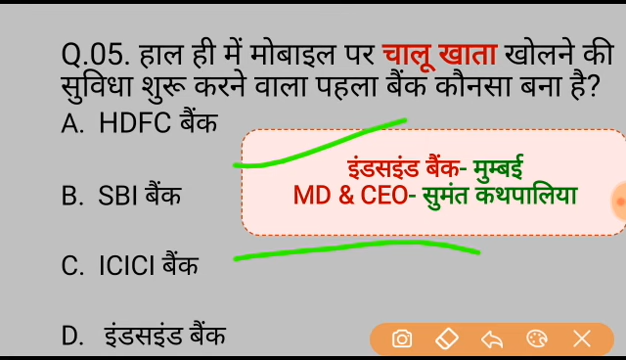 Q.05. हाल ही में मोबाइल पर चालू खाता खोलने की
सुविधा शुरू करने वाला पहला बैंक कौनसा बना है?
A. HDFC बैंक
इंडसइंड बैंक- मुम्बई
MD & CEO- सुमंत कथपालिया
B. SBI बैंक
C. ICICI बैंक
D. इंडसइंड बैंक